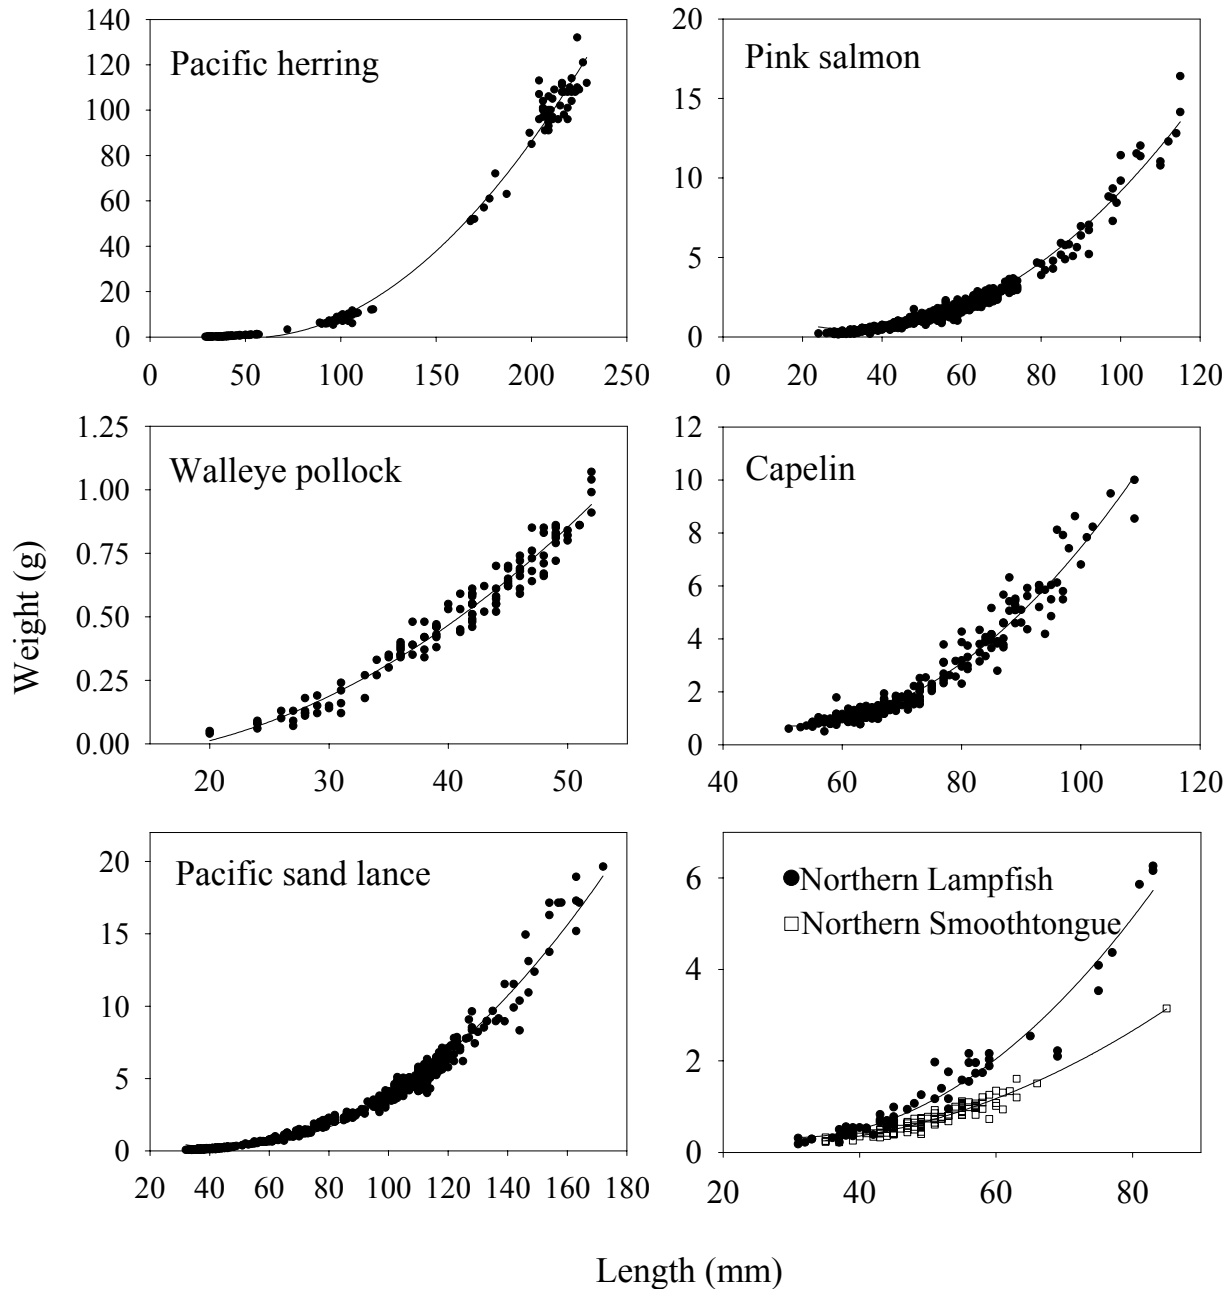 140
120
100
80
60
40
20
0
Pacific herring
0 50 100 150 200 250
20
15
10
5
0
Pink salmon
0 20 40 60 80 100 120
Weight (g)
1.25
1.00
0.75
0.50
0.25
0.00
Walleye pollock
20 30 40 50
12
10
8
6
4
2
0
Capelin
40 60 80 100 120
20
15
10
5
0
Pacific sand lance
20 40 60 80 100 120 140 160 180
6
4
2
0
Northern Lampfish
Northern Smoothtongue
20 40 60 80
Length (mm)